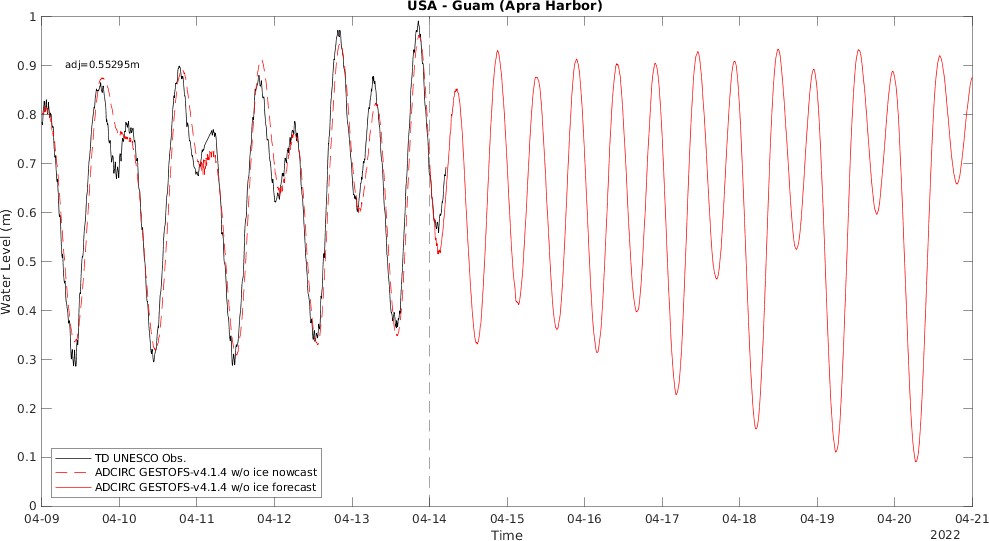 USA - Guam (Apra Harbor)
1
0.9
0.8
0.7
0.6
0.5
0.4
0.3
0.2
0.1
0
Water Level (m)
adj=0.55295m
TD UNESCO Obs.
ADCIRC GESTOFS-v4.1.4 w/o ice nowcast
ADCIRC GESTOFS-v4.1.4 w/o ice forecast
04-09 04-10 04-11 04-12 04-13 04-14 04-15 04-16 04-17 04-18 04-19 04-20 04-21
Time
2022